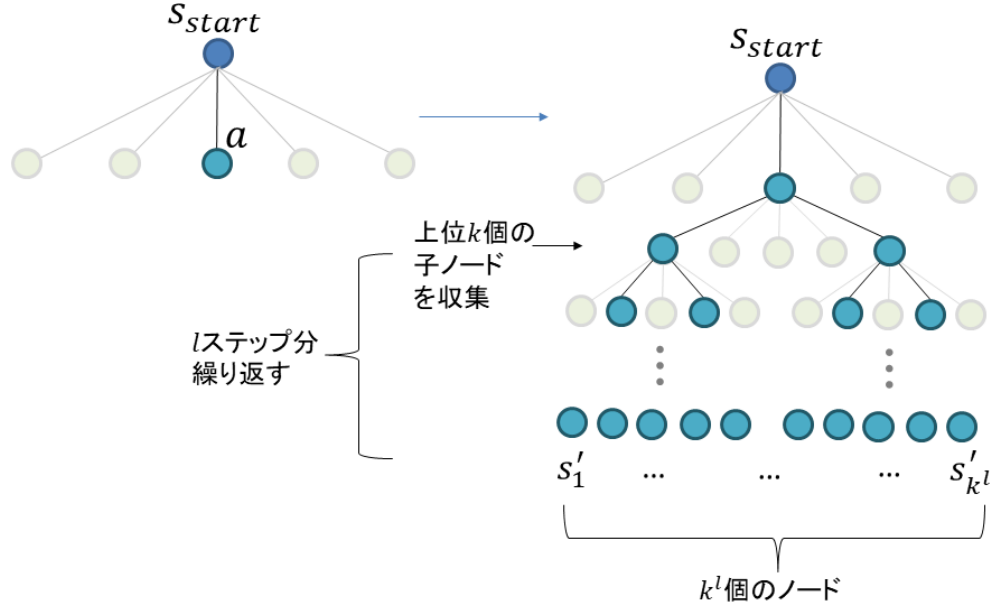 s_start
a
s_start
上位k個の
子ノード
を収集
lステップ分
繰り返す
s'_1 ... ... ... s'_{k^l}
k^l個のノード